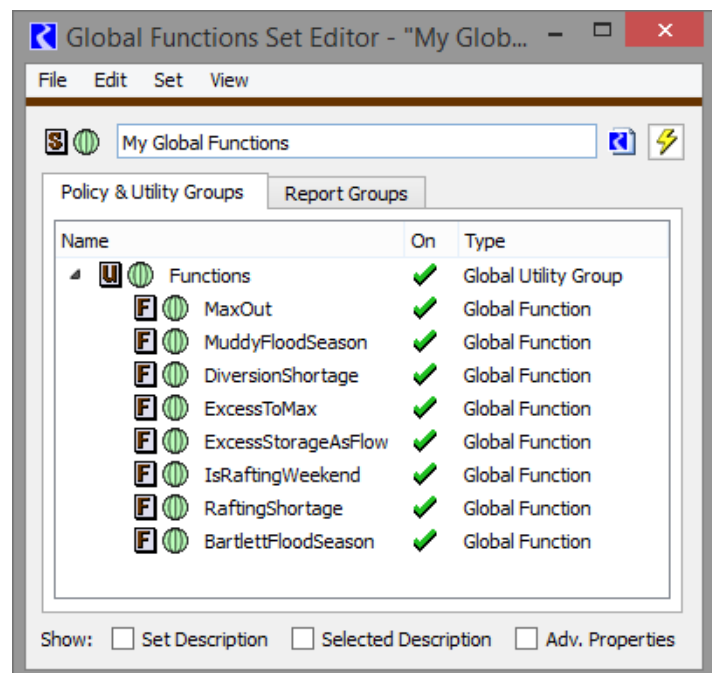 Global Functions Set Editor - "My Glob...
File Edit Set View
S My Global Functions
Policy & Utility Groups Report Groups
Name On Type
U Functions Global Utility Group
F MaxOut Global Function
F MuddyFloodSeason Global Function
F DiversionShortage Global Function
F ExcessToMax Global Function
F ExcessStorageAsFlow Global Function
F IsRaftingWeekend Global Function
F RaftingShortage Global Function
F BartlettFloodSeason Global Function
Show: Set Description Selected Description Adv. Properties